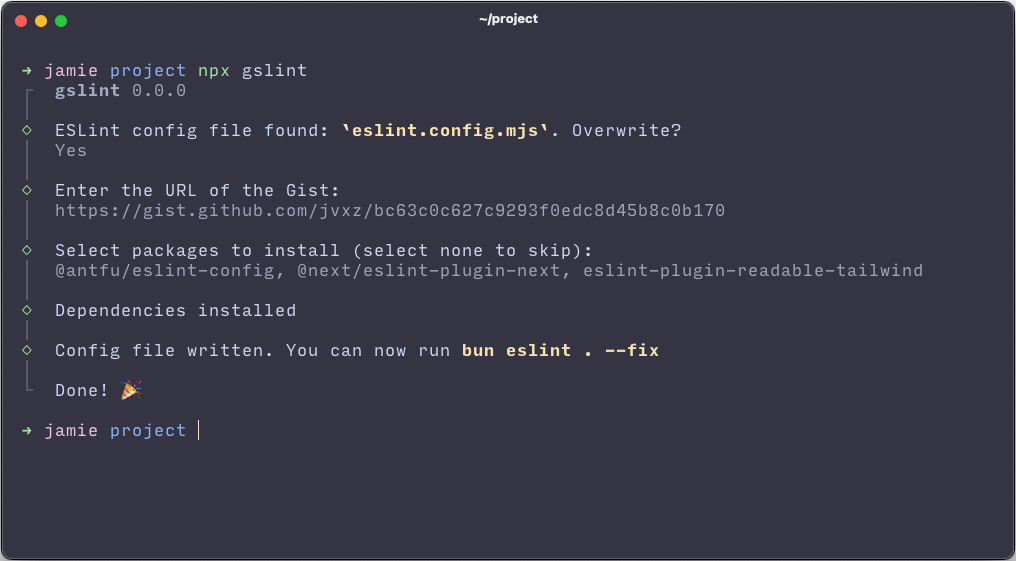 ~/project
➜ jamie project npx gslint
gslint 0.0.0
ESLint config file found: `eslint.config.mjs`. Overwrite?
Yes
Enter the URL of the Gist:
https://gist.github.com/jvxz/bc63c0c627c9293f0edc8d45b8c0b170
Select packages to install (select none to skip):
@antfu/eslint-config, @next/eslint-plugin-next, eslint-plugin-readable-tailwind
Dependencies installed
Config file written. You can now run bun eslint . --fix
Done! 🎉
➜ jamie project